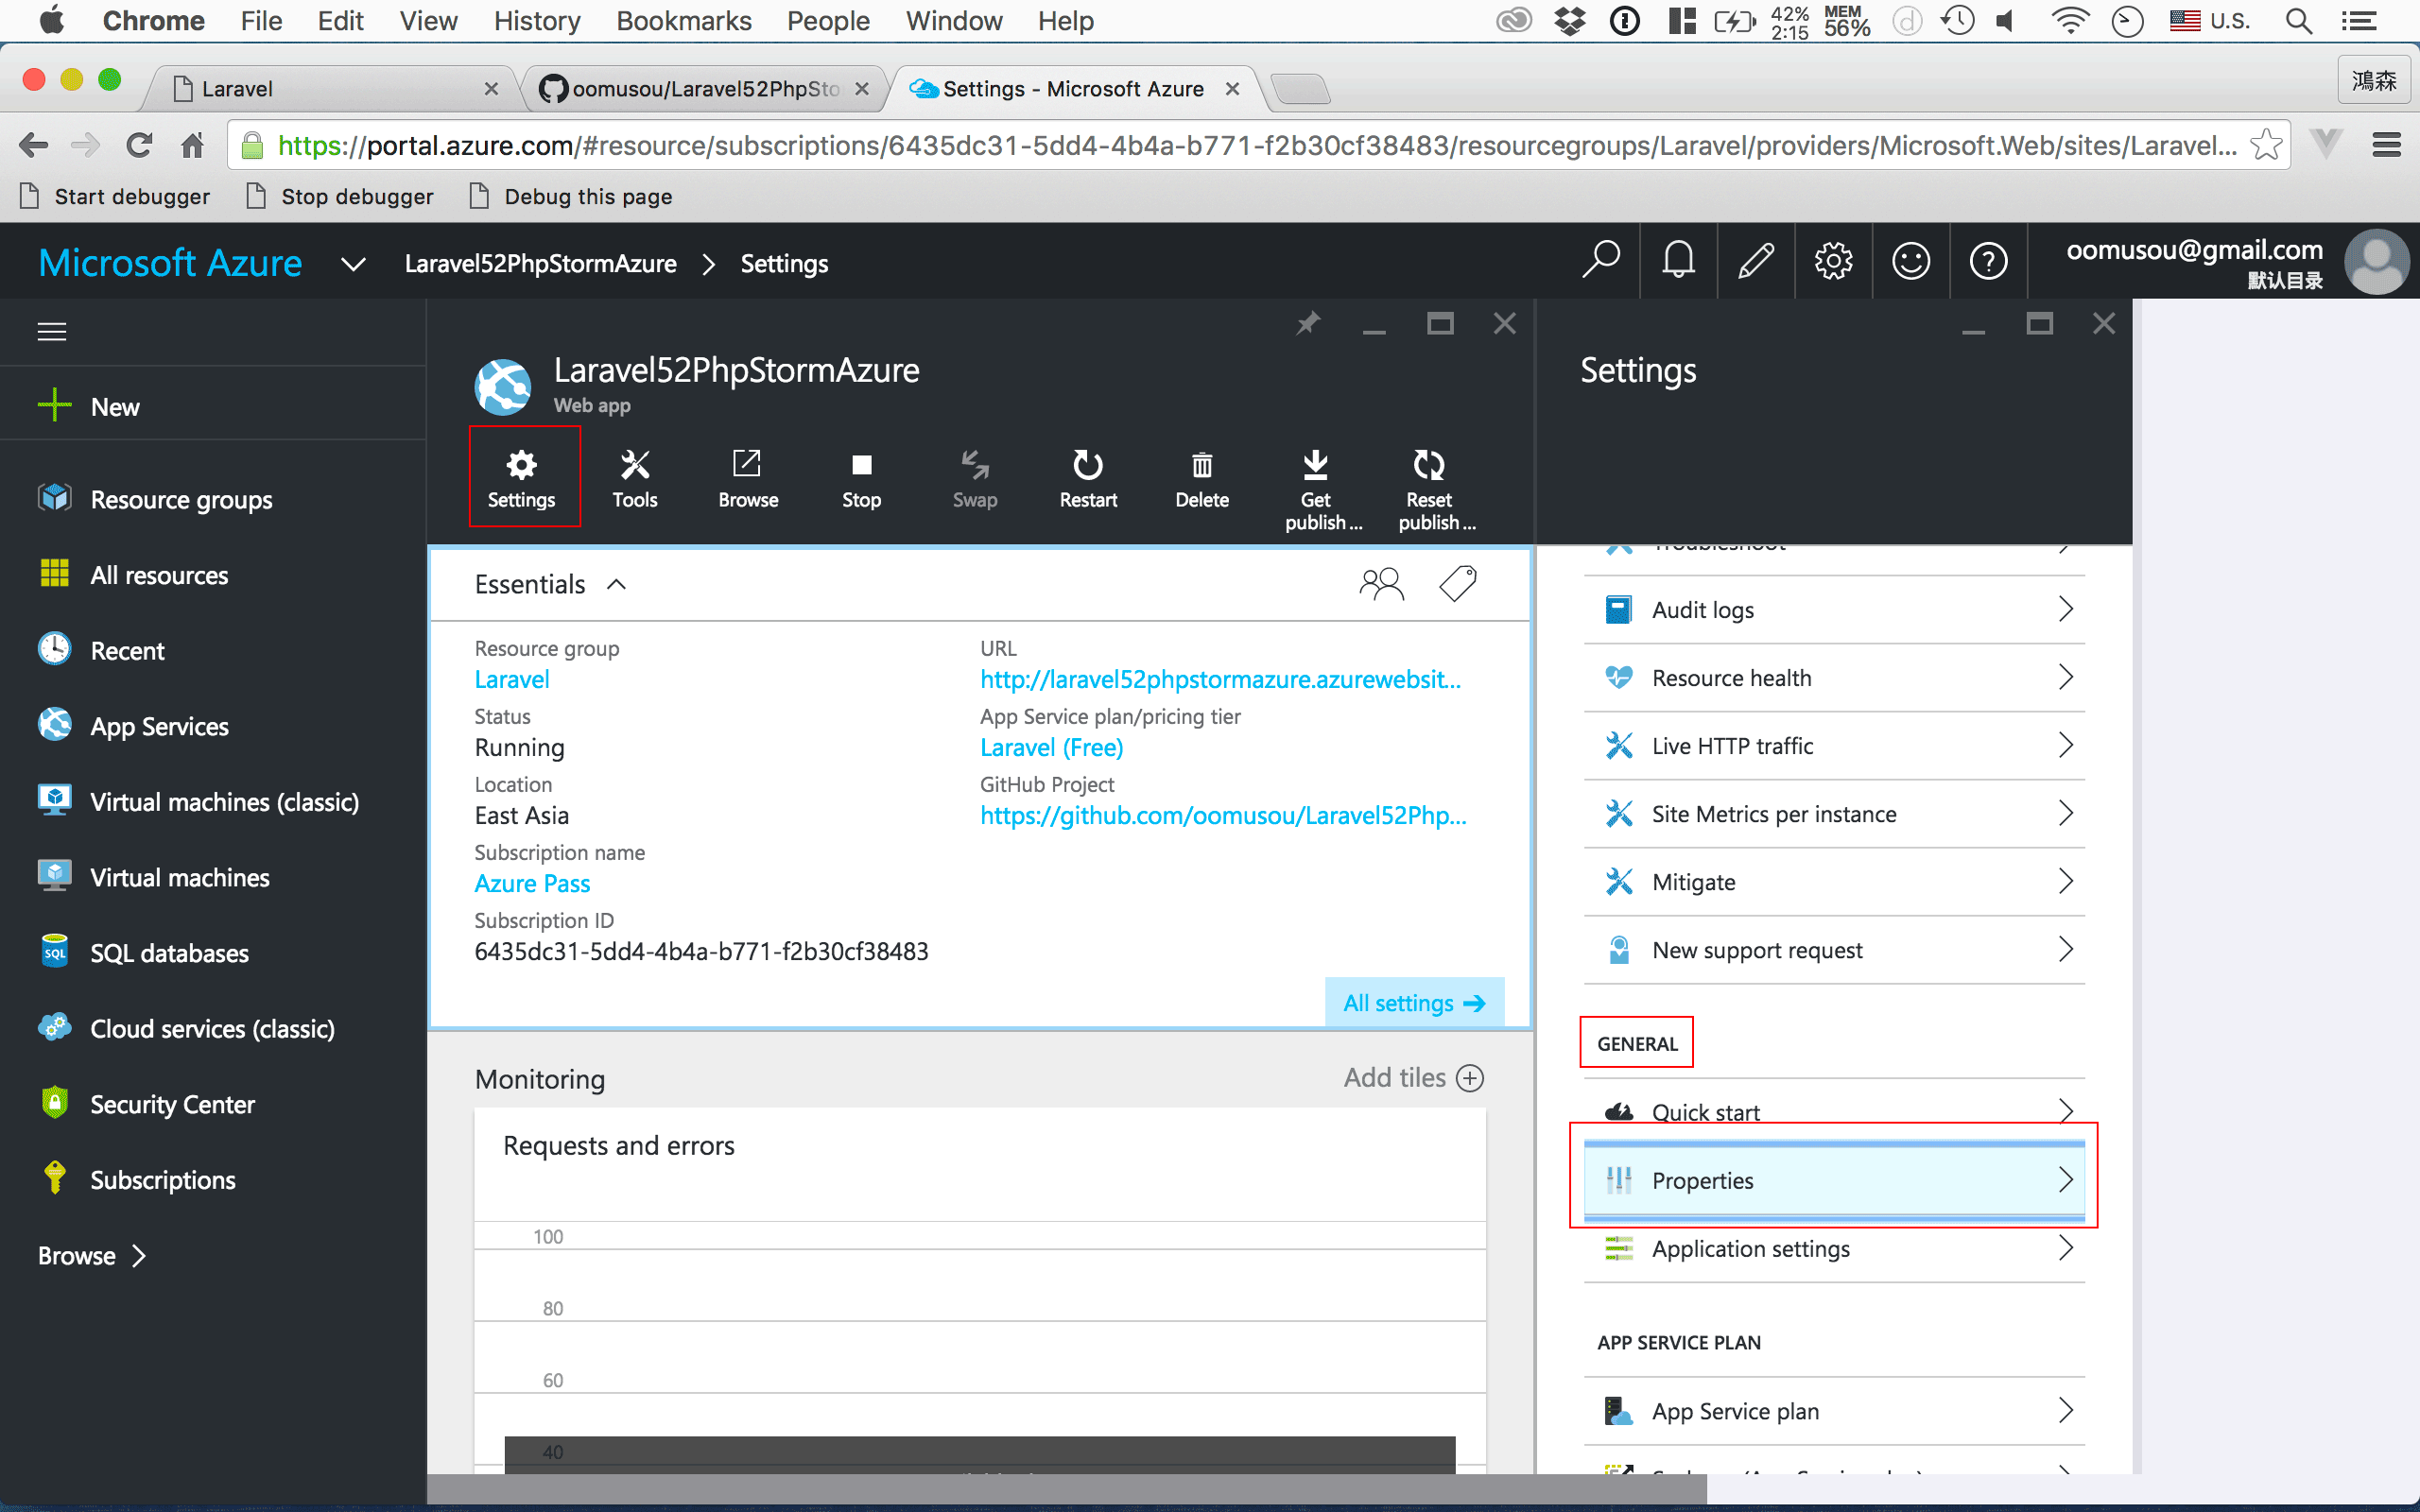 Chrome File Edit View History Bookmarks People Window Help 42% 2:15 MEM 56% U.S.
Laravel oomusou/Laravel52PhpSto Settings - Microsoft Azure 鴻森
https://portal.azure.com/#resource/subscriptions/6435dc31-5dd4-4b4a-b771-f2b30cf38483/resourcegroups/Laravel/providers/Microsoft.Web/sites/Laravel...
Start debugger Stop debugger Debug this page
Microsoft Azure Laravel52PhpStormAzure Settings oomusou@gmail.com
默认目录
New
Resource groups
All resources
Recent
App Services
Virtual machines (classic)
Virtual machines
SQL databases
Cloud services (classic)
Security Center
Subscriptions
Browse
Laravel52PhpStormAzure
Web app
Settings Tools Browse Stop Swap Restart Delete Get publish ... Reset publish ...
Essentials
Resource group
Laravel
Status
Running
Location
East Asia
Subscription name
Azure Pass
Subscription ID
6435dc31-5dd4-4b4a-b771-f2b30cf38483
URL
http://laravel52phpstormazure.azurewebsit...
App Service plan/pricing tier
Laravel (Free)
GitHub Project
https://github.com/oomusou/Laravel52Php...
All settings
Monitoring
Add tiles
Requests and errors
100
80
60
40
Settings
Troubleshoot
Audit logs
Resource health
Live HTTP traffic
Site Metrics per instance
Mitigate
New support request
GENERAL
Quick start
Properties
Application settings
APP SERVICE PLAN
App Service plan